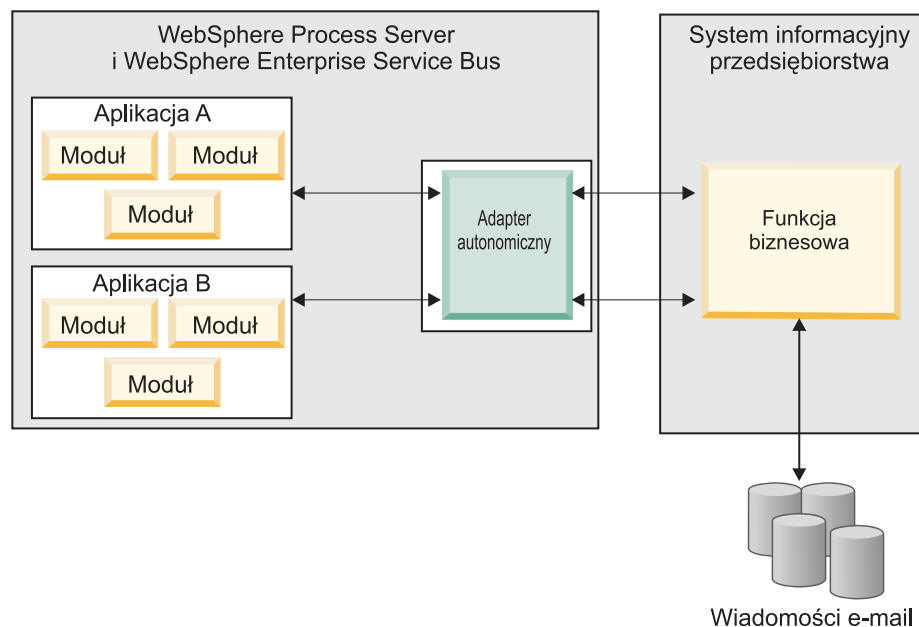 WebSphere Process Server
i WebSphere Enterprise Service Bus
Aplikacja A
Moduł
Moduł
Moduł
Aplikacja B
Moduł
Moduł
Moduł
Adapter
autonomiczny
System informacyjny
przedsiębiorstwa
Funkcja
biznesowa
Wiadomości e-mail